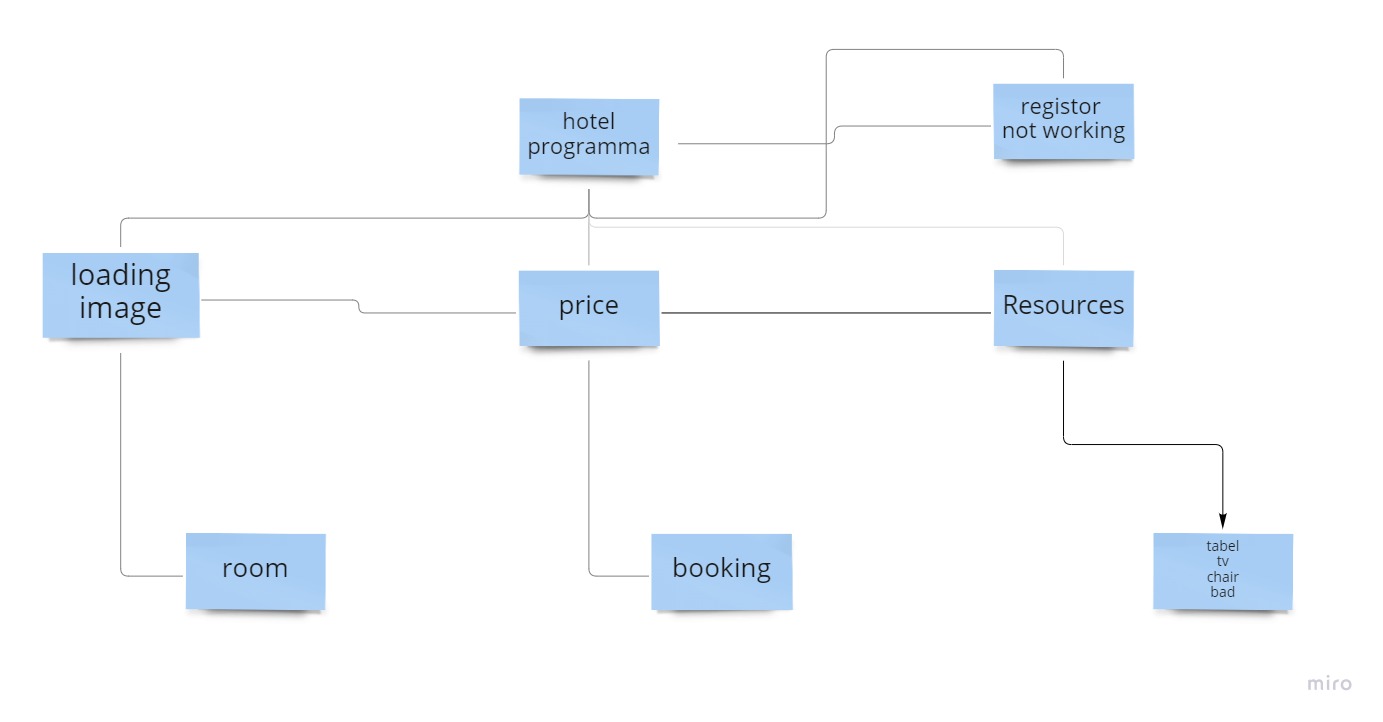 hotel
programma
registor
not working
loading
image
price
Resources
room
booking
tabel
tv
chair
bad
miro